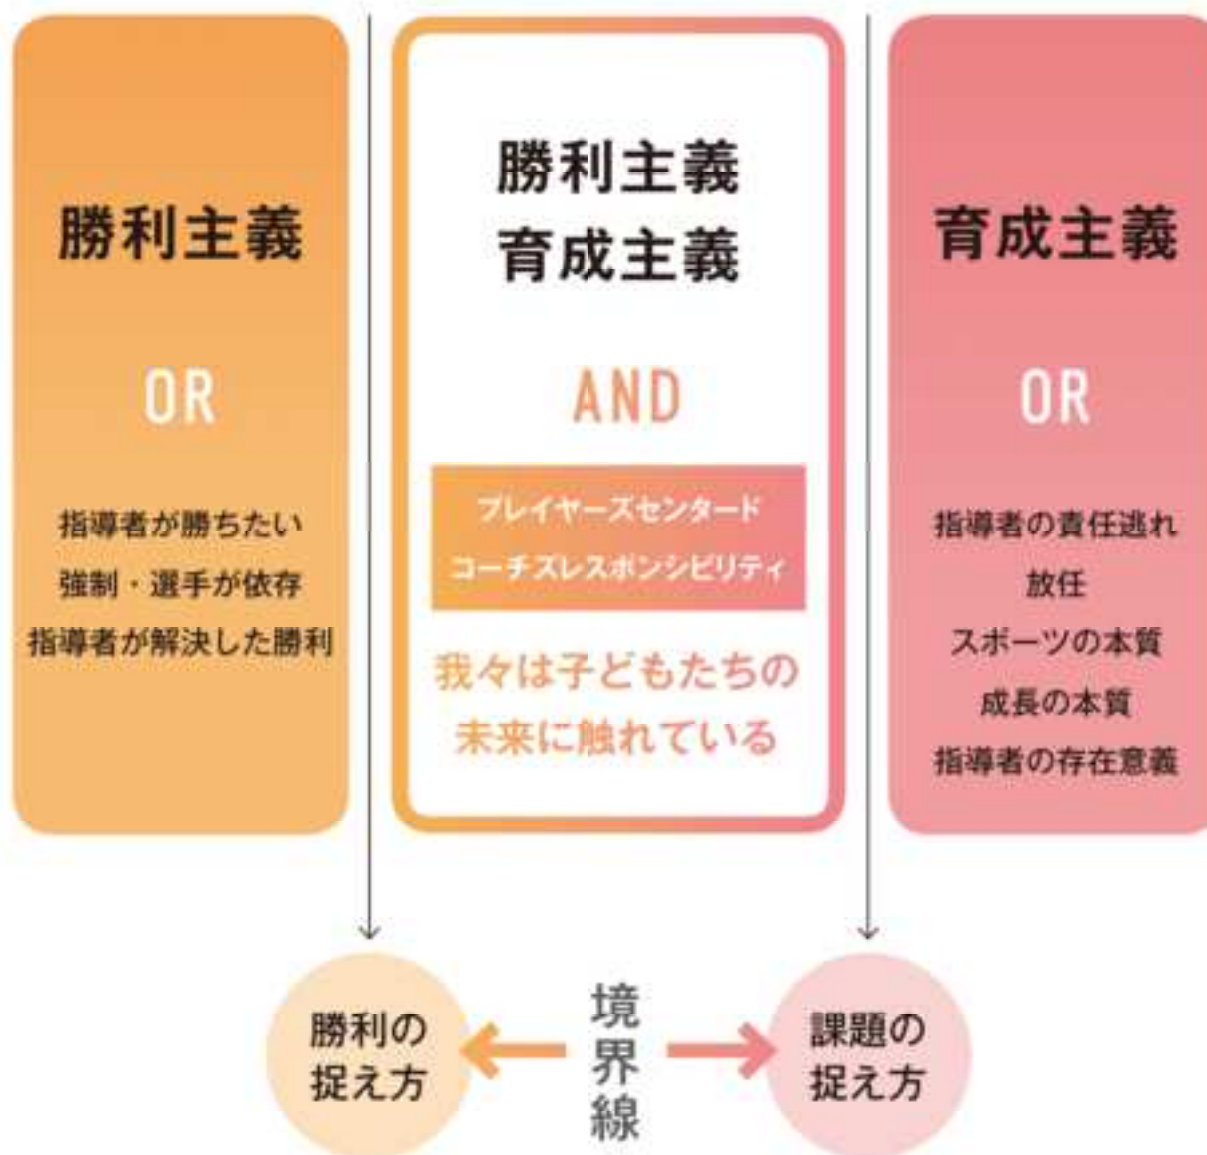 勝利主義
OR
指導者が勝ちたい
強制・選手が依存
指導者が解決した勝利
勝利主義
育成主義
AND
プレイヤーズセンタード
コーチズレスポンシビリティ
我々は子どもたちの
未来に触れている
育成主義
OR
指導者の責任逃れ
放任
スポーツの本質
成長の本質
指導者の存在意義
勝利の
捉え方
境界線
課題の
捉え方